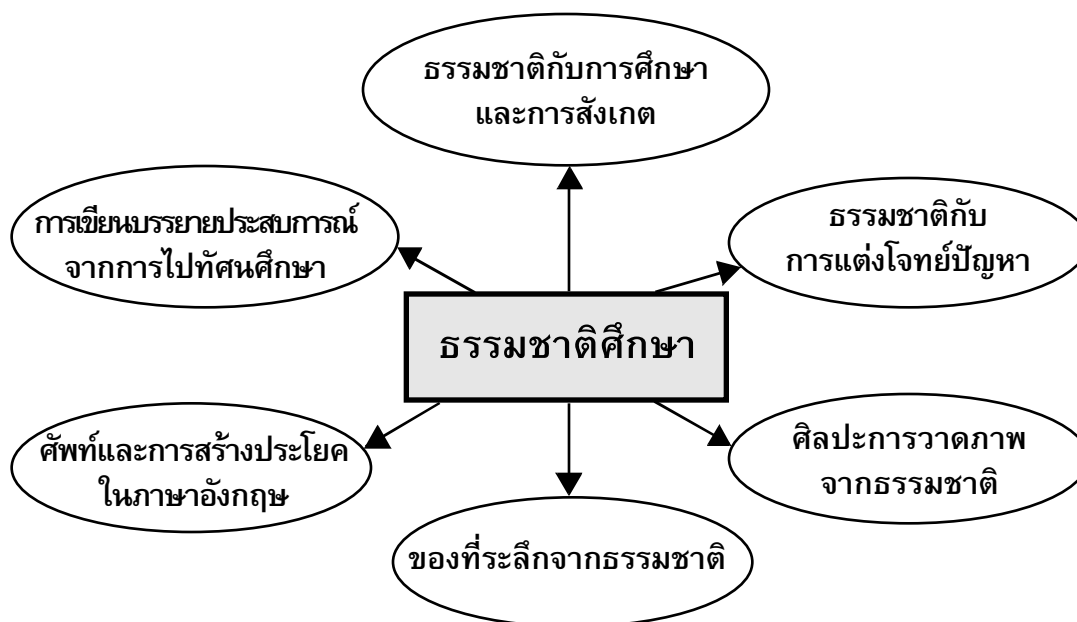 ธรรมชาติกับการศึกษา
และการสังเกต
การเขียนบรรยายประสบการณ์
จากการไปทัศนศึกษา
ธรรมชาติกับ
การแต่งโจทย์ปัญหา
ธรรมชาติศึกษา
ศัพท์และการสร้างประโยค
ในภาษาอังกฤษ
ศิลปะการวาดภาพ
จากธรรมชาติ
ของที่ระลึกจากธรรมชาติ